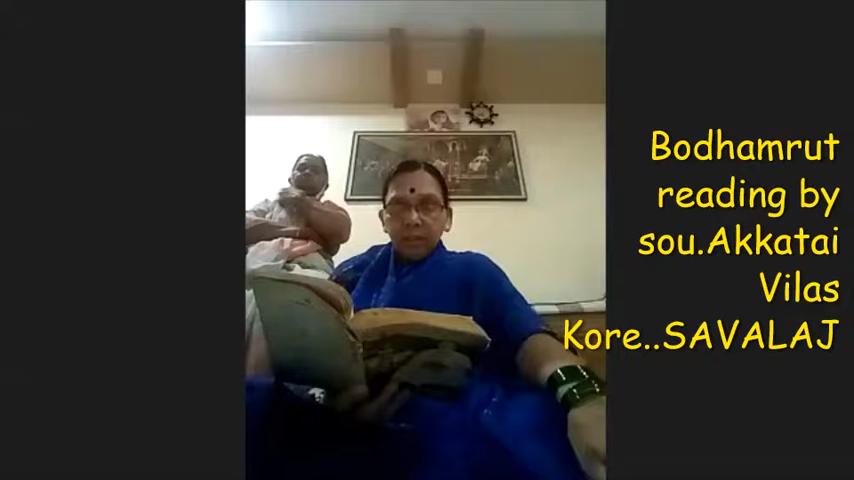 Bodhamrut
reading by
sou.Akkatai
Vilas
Kore..SAVALAJ